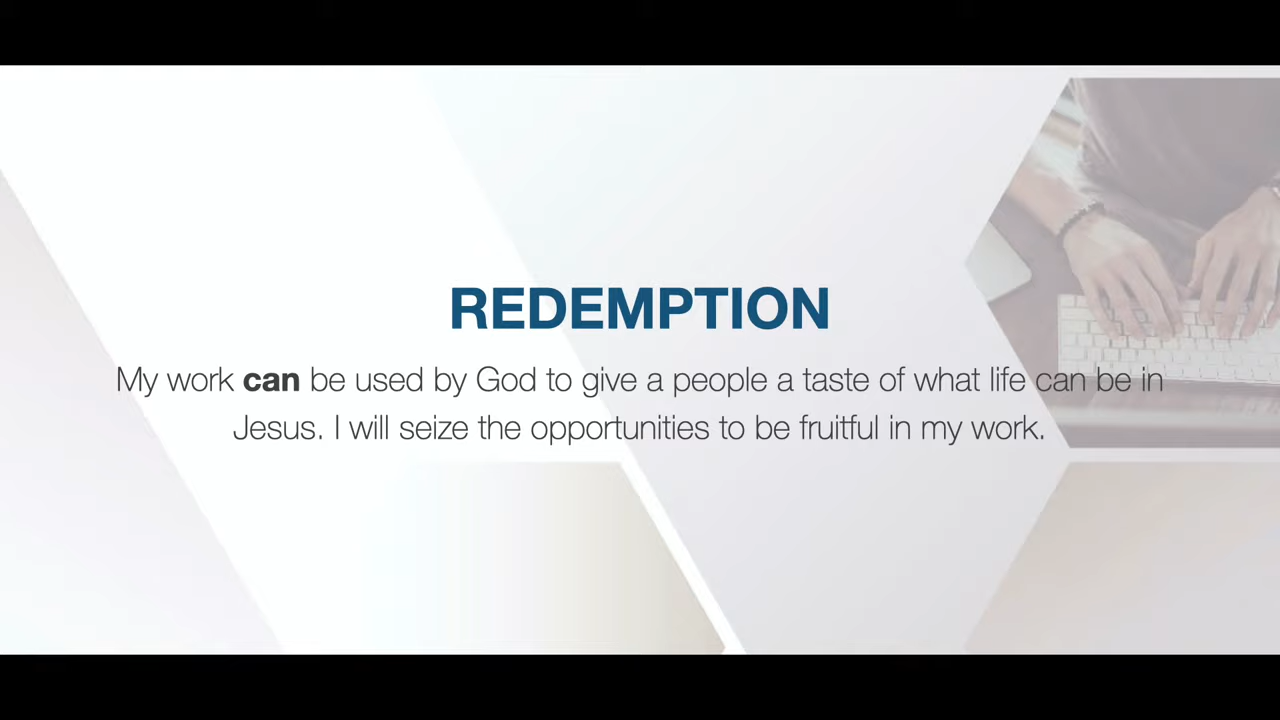 REDEMPTION
My work can be used by God to give a people a taste of what life can be in
Jesus. I will seize the opportunities to be fruitful in my work.